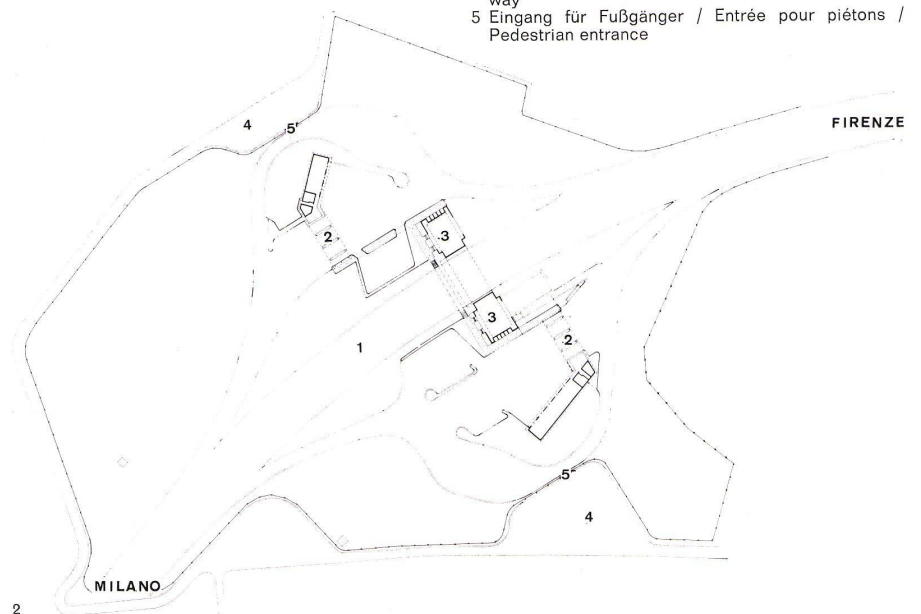 way
5 Eingang für Fußgänger / Entrée pour piétons /
Pedestrian entrance
4
5
FIRENZE
2
3
3
1
2
5
4
MILANO
2